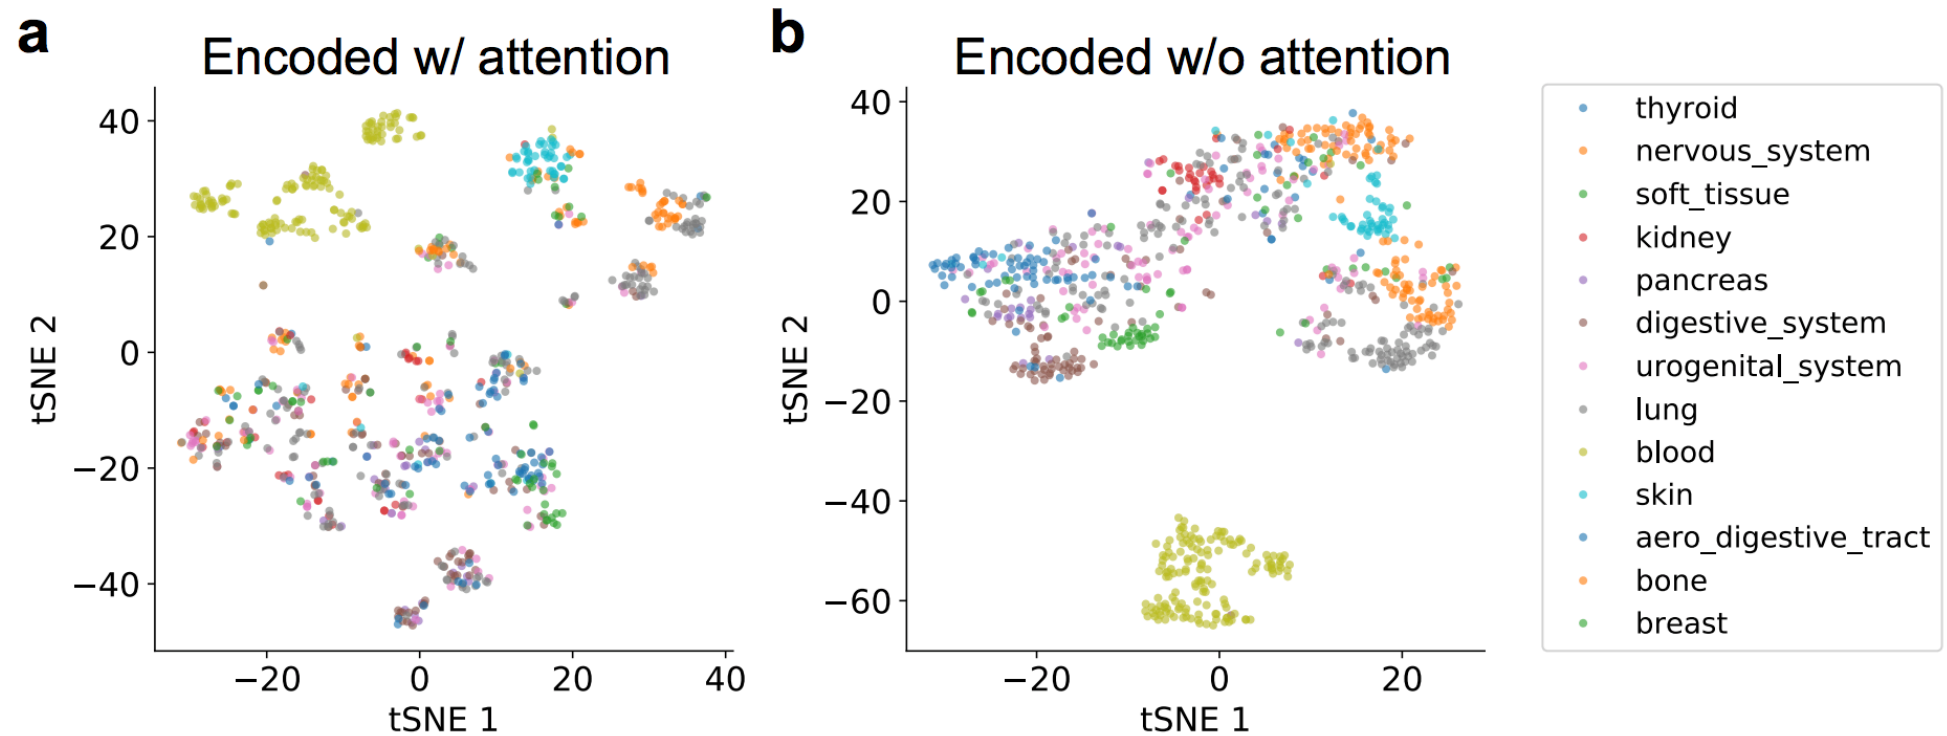 a
Encoded w/ attention
40
20
0
−20
−40
tSNE 2
−20 0 20 40
tSNE 1
b
Encoded w/o attention
40
20
0
−20
−40
−60
tSNE 2
−20 0 20
tSNE 1
thyroid
nervous_system
soft_tissue
kidney
pancreas
digestive_system
urogenital_system
lung
blood
skin
aero_digestive_tract
bone
breast